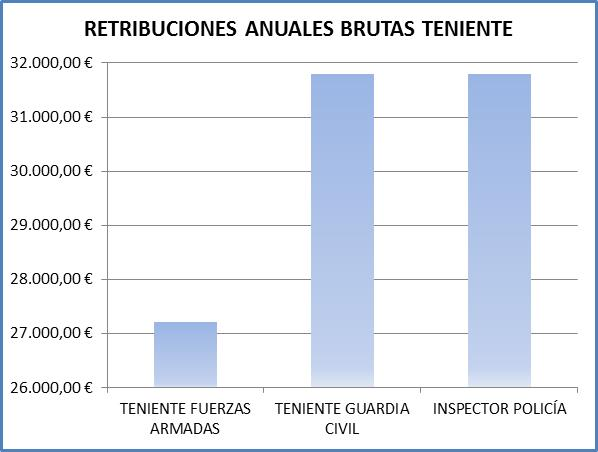 RETRIBUCIONES ANUALES BRUTAS TENIENTE
32.000,00 €
31.000,00 €
30.000,00 €
29.000,00 €
28.000,00 €
27.000,00 €
26.000,00 €
TENIENTE FUERZAS
ARMADAS
TENIENTE GUARDIA
CIVIL
INSPECTOR POLICÍA